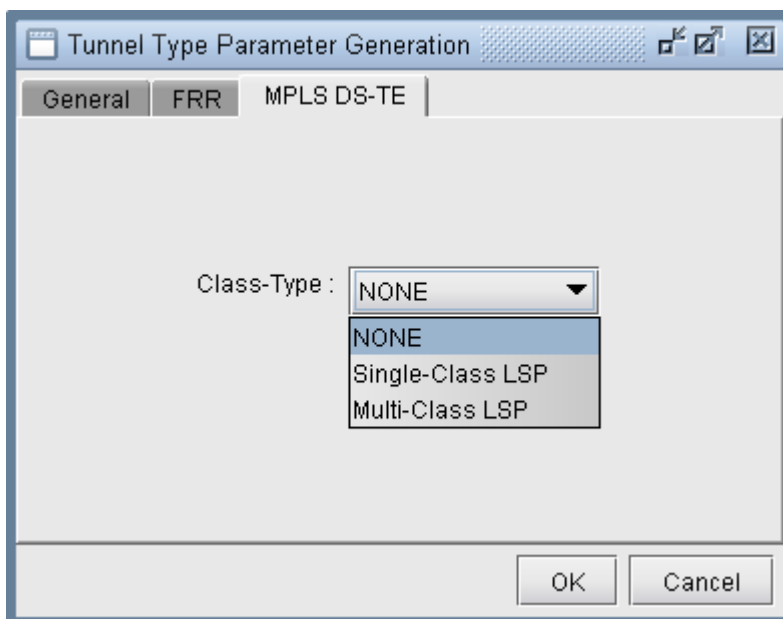 Tunnel Type Parameter Generation
General FRR MPLS DS-TE
Class-Type : NONE
NONE
Single-Class LSP
Multi-Class LSP
OK Cancel